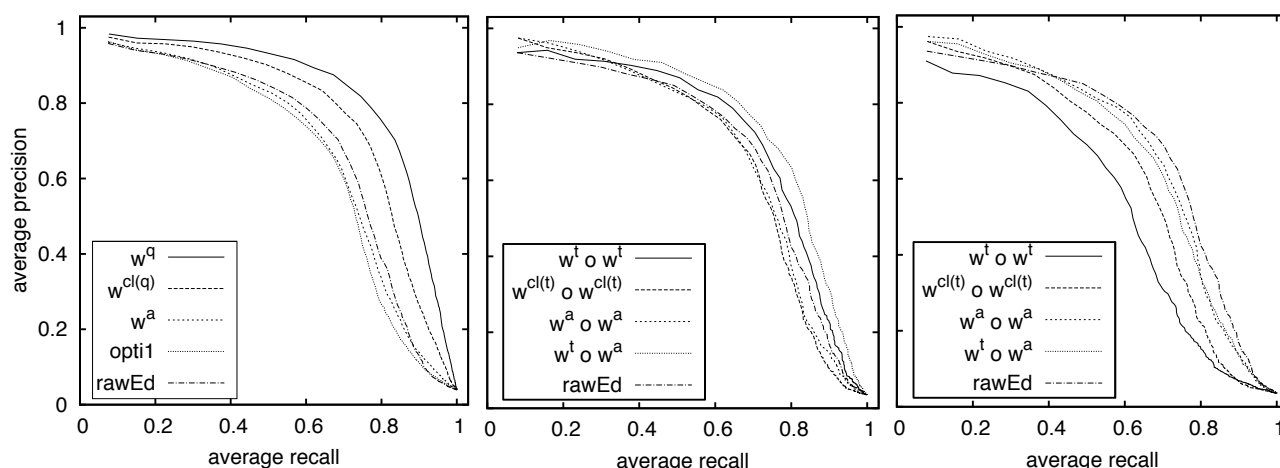 average precision
1
0.8
0.6
0.4
0.2
0
w^q
w^cl(q)
w^a
opti1
rawEd
0 0.2 0.4 0.6 0.8 1
average recall
w^t o w^t
w^cl(t) o w^cl(t)
w^a o w^a
w^t o w^a
rawEd
0 0.2 0.4 0.6 0.8 1
average recall
w^t o w^t
w^cl(t) o w^cl(t)
w^a o w^a
w^t o w^a
rawEd
0 0.2 0.4 0.6 0.8 1
average recall